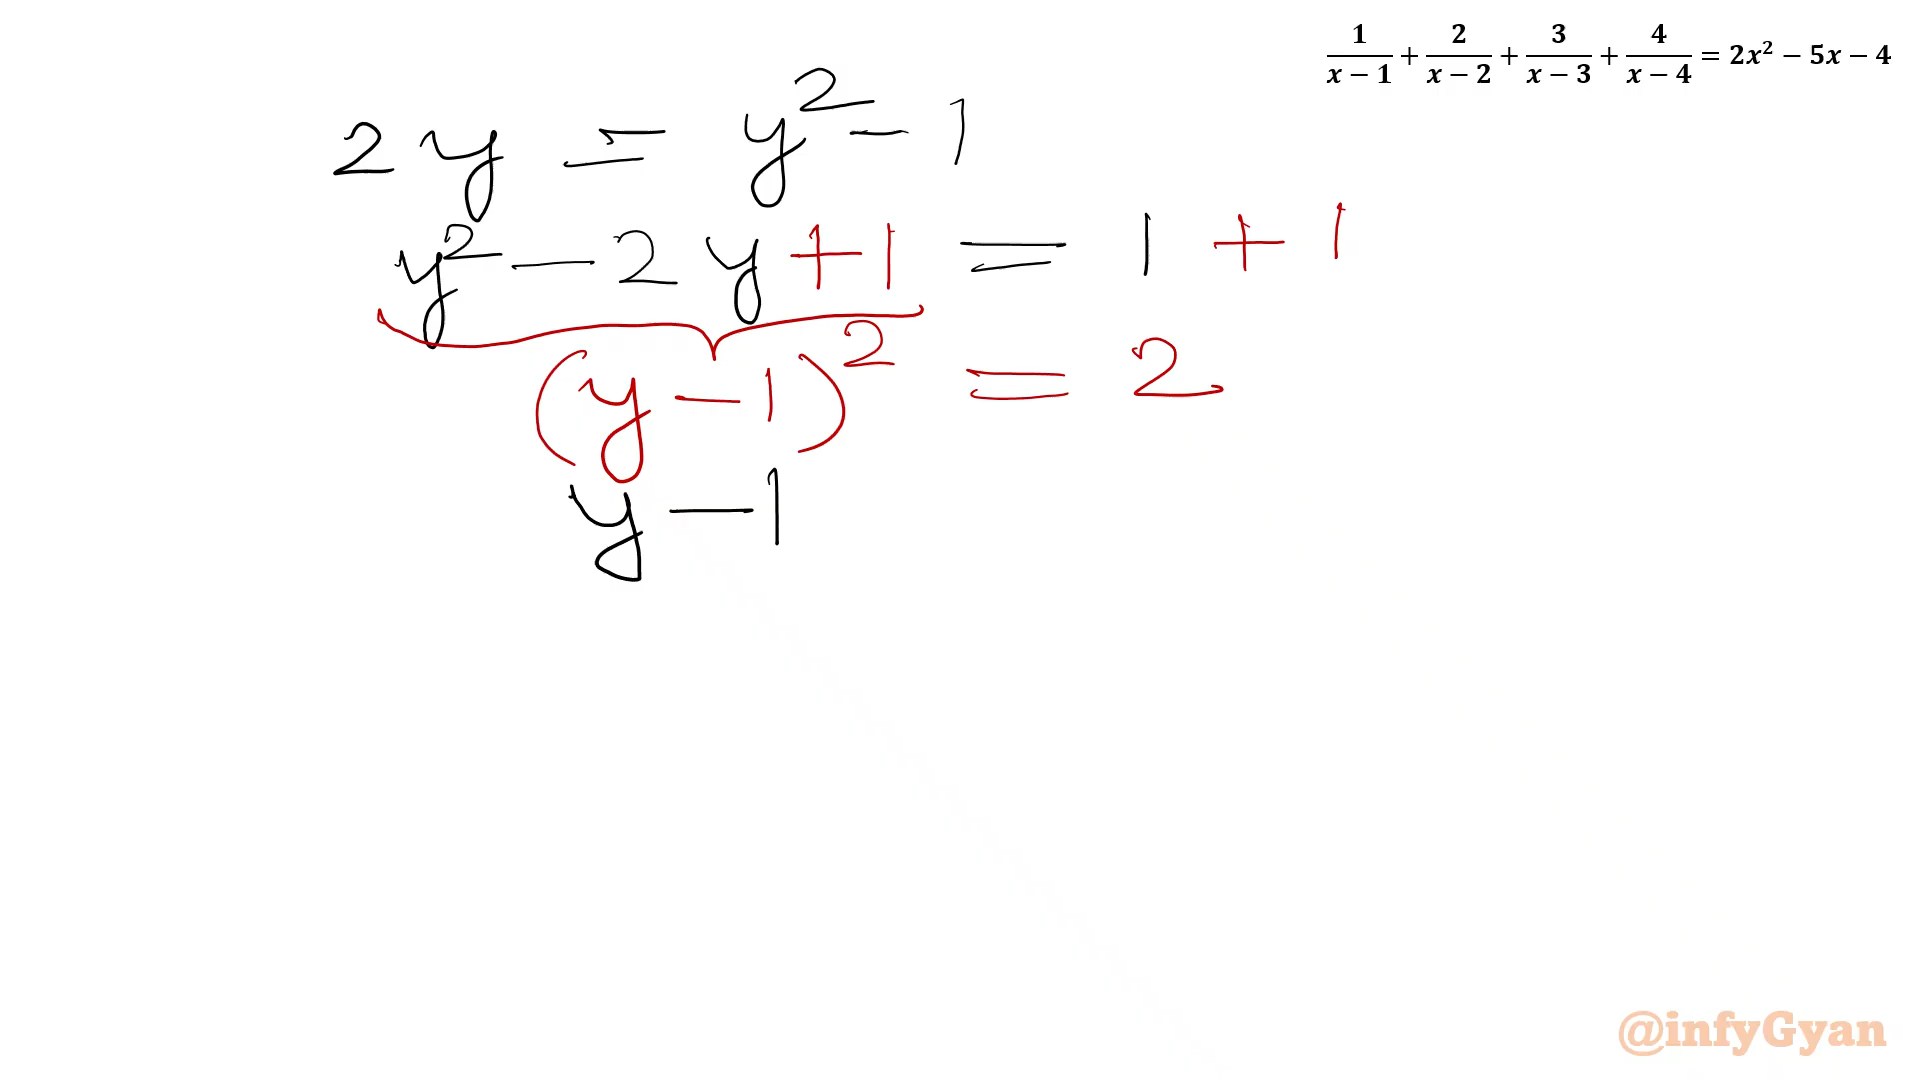 1/(x − 1) + 2/(x − 2) + 3/(x − 3) + 4/(x − 4) = 2x² − 5x − 4
2y = y² − 1
y² − 2y + 1 = 1 + 1
(y − 1)² = 2
y − 1
@infyGyan